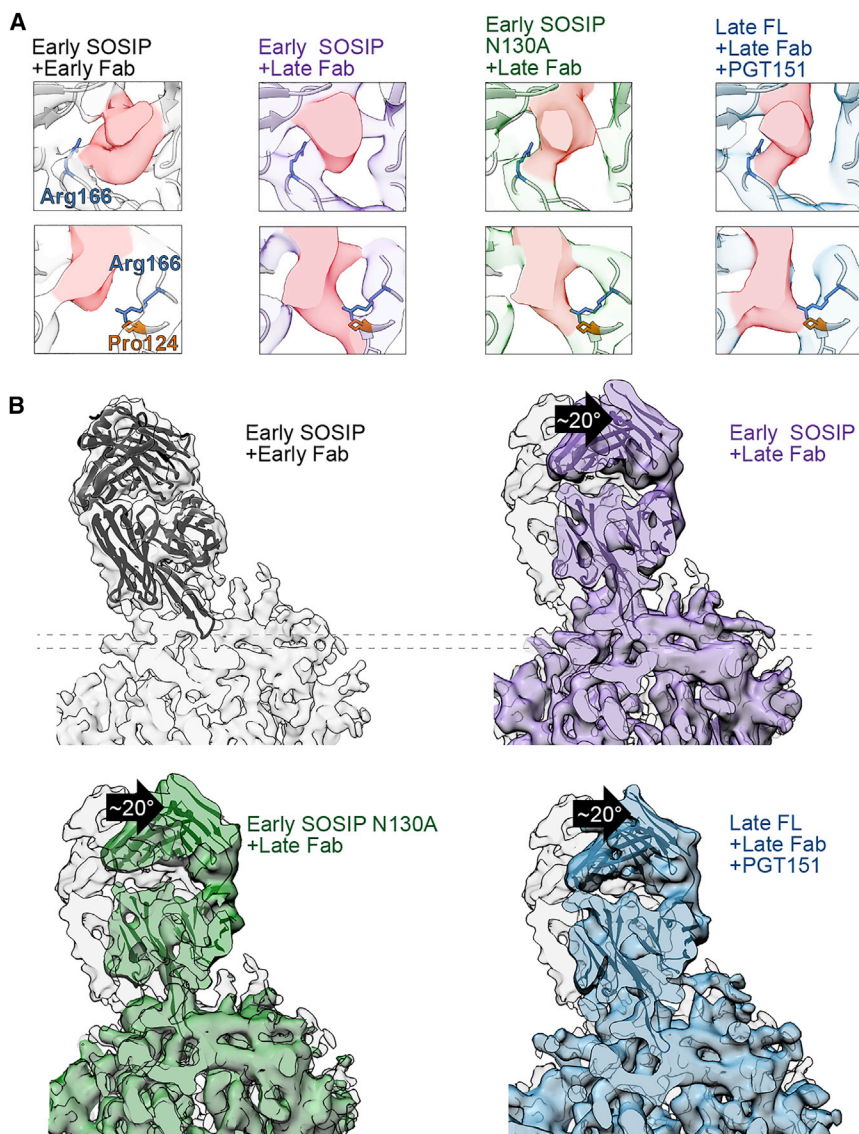 A
Early SOSIP
+Early Fab
Early SOSIP
+Late Fab
Early SOSIP
N130A
+Late Fab
Late FL
+Late Fab
+PGT151
Arg166
Arg166
Pro124
B
Early SOSIP
+Early Fab
~20°
Early SOSIP
+Late Fab
~20°
Early SOSIP N130A
+Late Fab
~20°
Late FL
+Late Fab
+PGT151